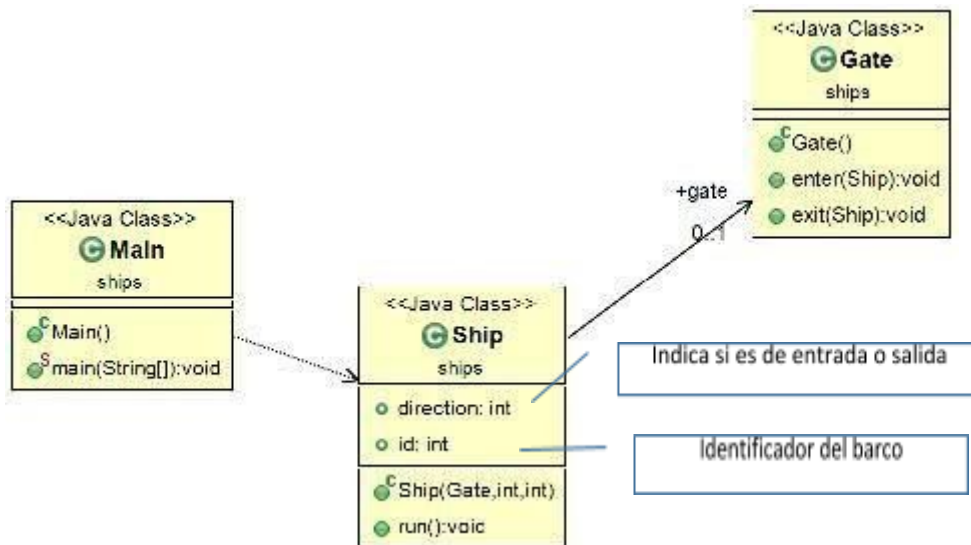 <<Java Class>>
Gate
ships
Gate()
enter(Ship):void
exit(Ship):void
+gate
0..1
<<Java Class>>
Main
ships
Main()
main(String[]):void
<<Java Class>>
Ship
ships
direction: int
id: int
Ship(Gate,int,int)
run():void
Indica si es de entrada o salida
Identificador del barco